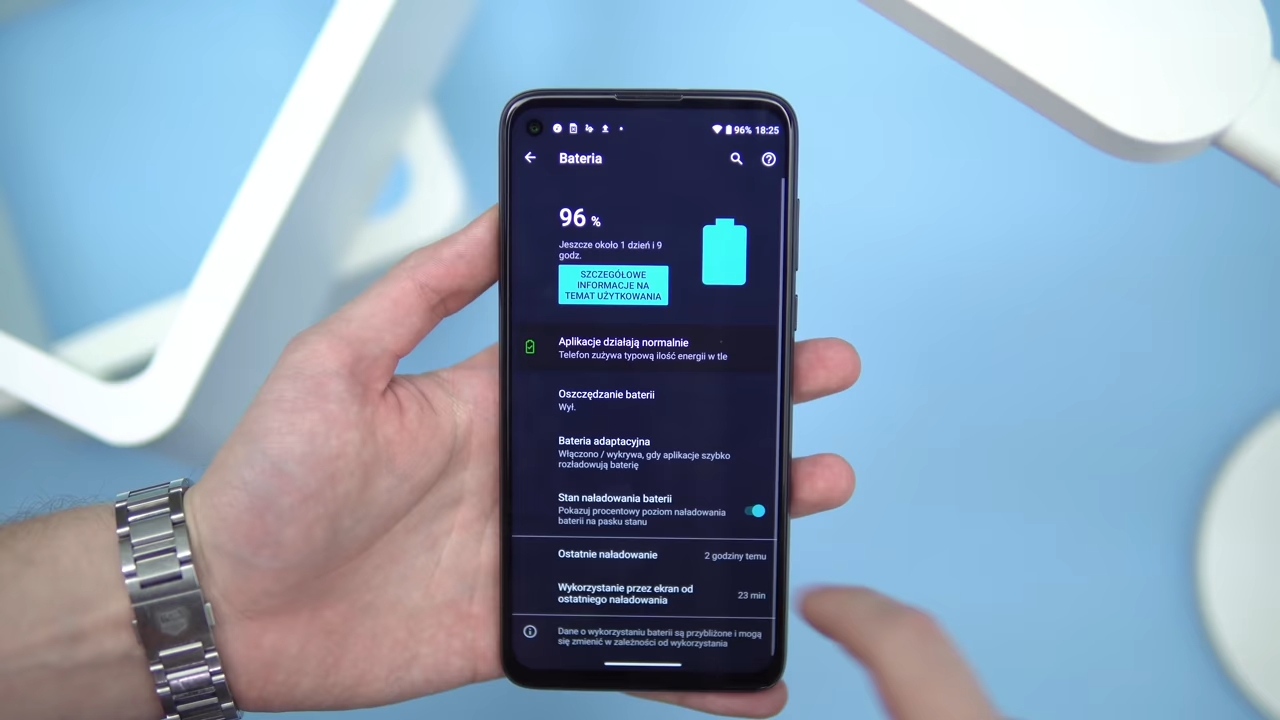 96% 18:25
Bateria
96 %
Jeszcze około 1 dzień i 9
godz.
SZCZEGÓŁOWE
INFORMACJE NA
TEMAT UŻYTKOWANIA
Aplikacje działają normalnie
Telefon zużywa typową ilość energii w tle
Oszczędzanie baterii
Wył.
Bateria adaptacyjna
Włączono / wykrywa, gdy aplikacje szybko
rozładowują baterię
Stan naładowania baterii
Pokazuj procentowy poziom naładowania
baterii na pasku stanu
Ostatnie naładowanie 2 godziny temu
Wykorzystanie przez ekran od
ostatniego naładowania 23 min
Dane o wykorzystaniu baterii są przybliżone i mogą
się zmienić w zależności od wykorzystania